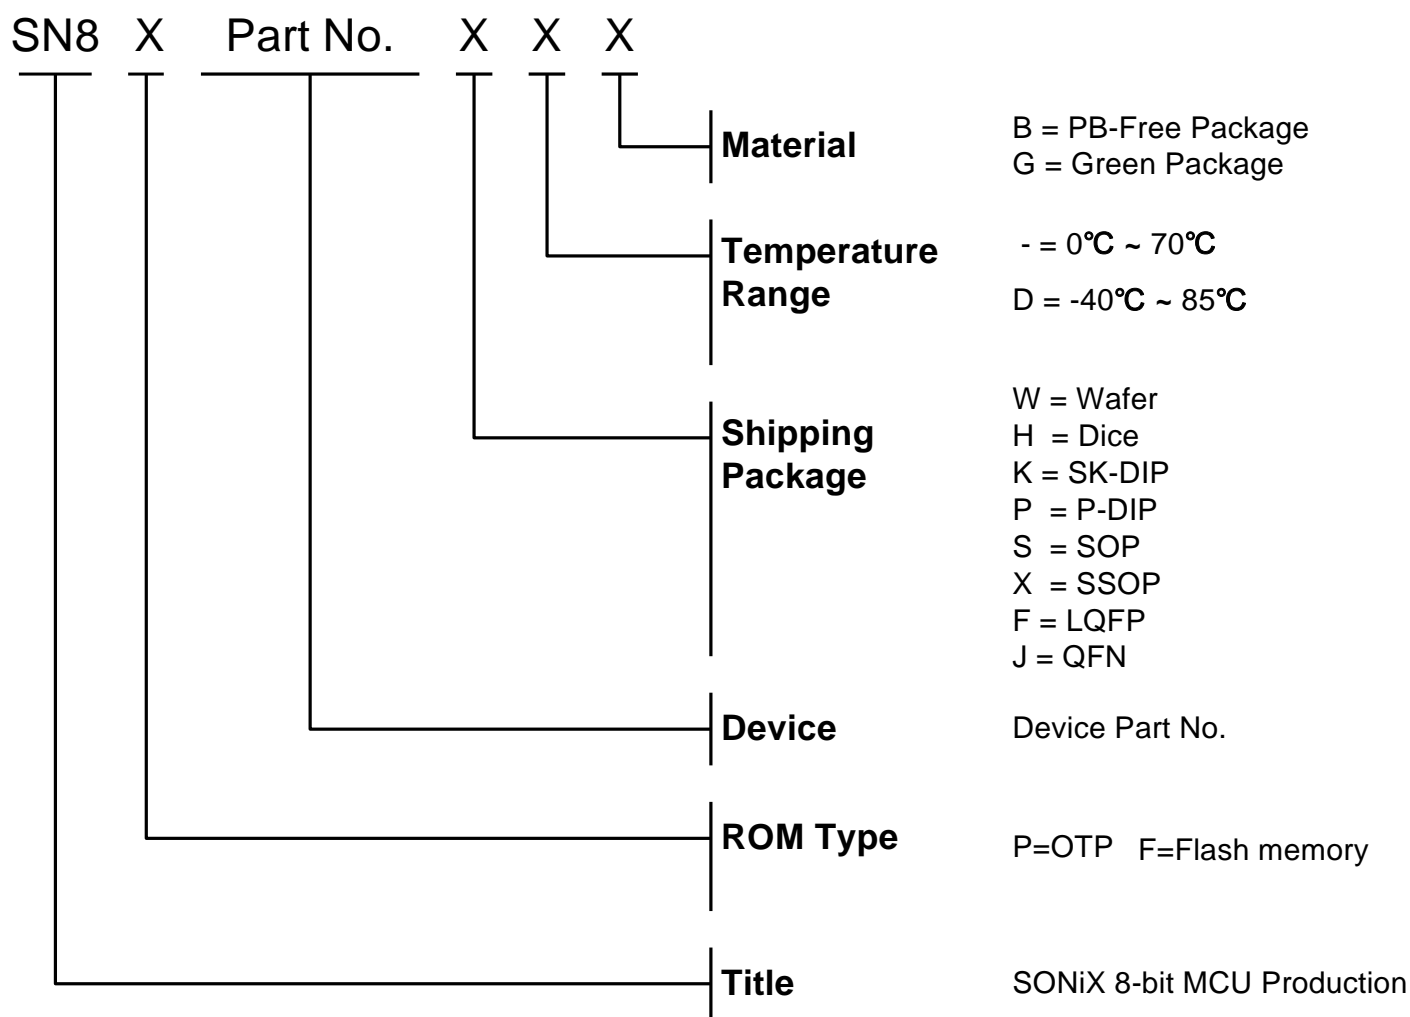 SN8 X Part No. X X X
Material
B = PB-Free Package
G = Green Package
Temperature
Range
- = 0℃ ~ 70℃
D = -40℃ ~ 85℃
Shipping
Package
W = Wafer
H = Dice
K = SK-DIP
P = P-DIP
S = SOP
X = SSOP
F = LQFP
J = QFN
Device
Device Part No.
ROM Type
P=OTP F=Flash memory
Title
SONiX 8-bit MCU Production